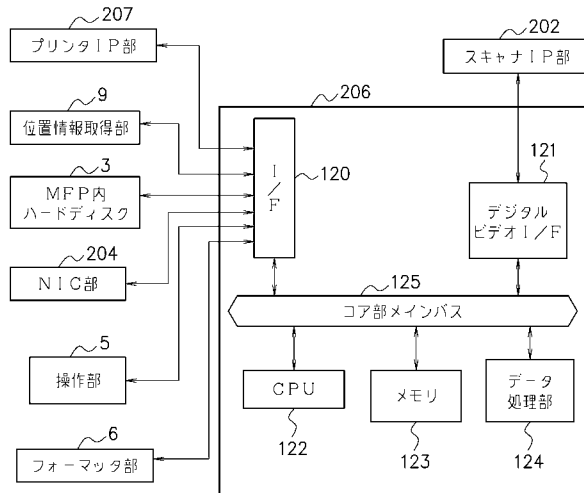 207
プリンタIP部
202
スキャナIP部
206
9
位置情報取得部
3
MFP内
ハードディスク
I/F
120
121
デジタル
ビデオI/F
204
NIC部
125
コア部メインバス
5
操作部
CPU
122
メモリ
123
データ
処理部
124
6
フォーマッタ部